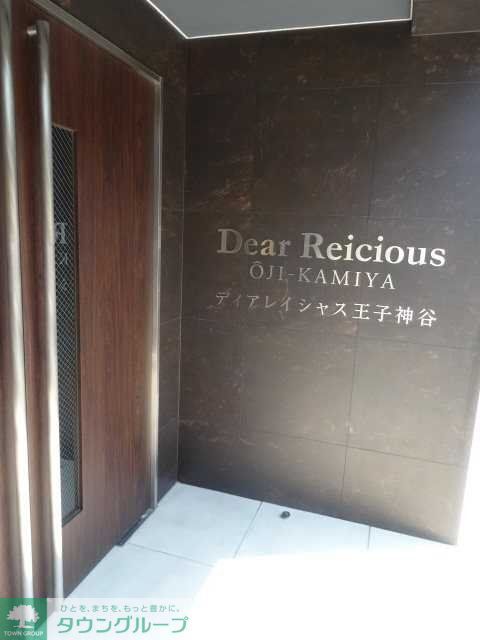 Dear Reicious
ŌJI-KAMIYA
ディアレイシャス王子神谷
ひとを、まちを、もっと豊かに。
タウングループ
TOWN GROUP